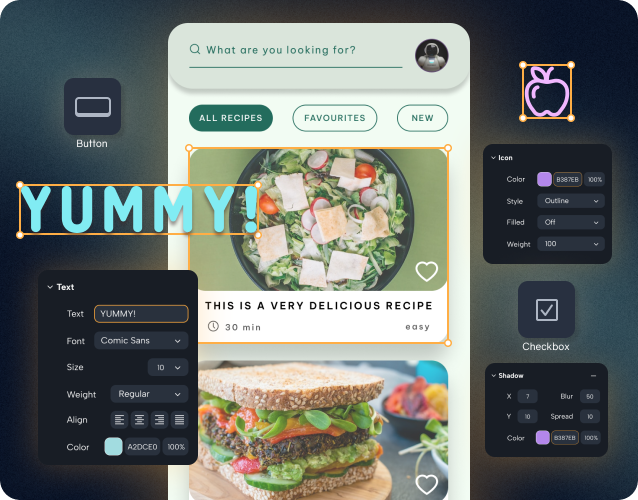 What are you looking for?
ALL RECIPES
FAVOURITES
NEW
Button
YUMMY!
THIS IS A VERY DELICIOUS RECIPE
30 min
easy
Text
Text YUMMY!
Font Comic Sans
Size 10
Weight Regular
Align
Color A2DCE0 100%
Icon
Color B387EB 100%
Style Outline
Filled Off
Weight 100
Checkbox
Shadow
X 7 Blur 50
Y 10 Spread 10
Color B387EB 100%